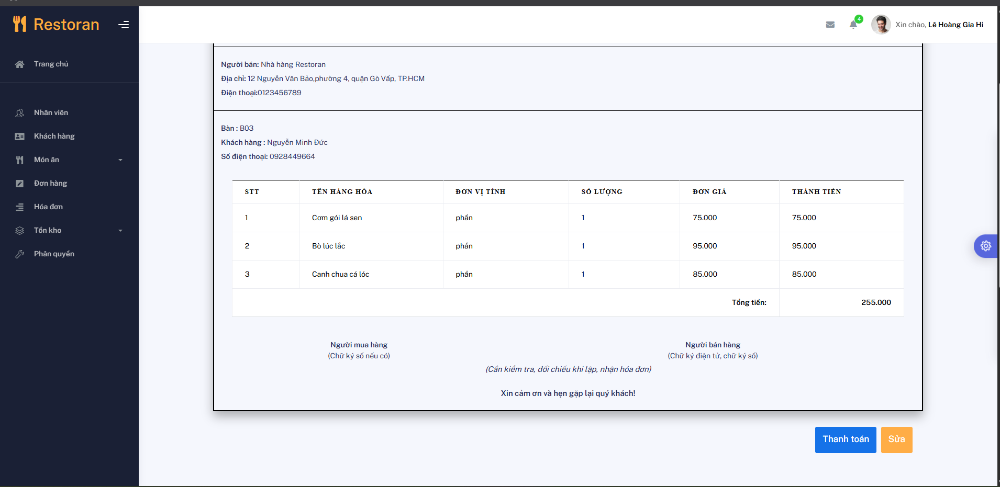 Restoran
4
Xin chào, Lê Hoàng Gia Hi
Trang chủ
Nhân viên
Khách hàng
Món ăn
Đơn hàng
Hóa đơn
Tồn kho
Phân quyền
Người bán: Nhà hàng Restoran
Địa chỉ: 12 Nguyễn Văn Bảo,phường 4, quận Gò Vấp, TP.HCM
Điện thoại:0123456789
Bàn : B03
Khách hàng : Nguyễn Minh Đức
Số điện thoại: 0928449664
STT TÊN HÀNG HÓA ĐƠN VỊ TÍNH SỐ LƯỢNG ĐƠN GIÁ THÀNH TIỀN
1 Cơm gói lá sen phần 1 75.000 75.000
2 Bò lúc lắc phần 1 95.000 95.000
3 Canh chua cá lóc phần 1 85.000 85.000
Tổng tiền: 255.000
Người mua hàng Người bán hàng
(Chữ ký số nếu có) (Chữ ký điện tử, chữ ký số)
(Cần kiểm tra, đối chiếu khi lập, nhận hóa đơn)
Xin cảm ơn và hẹn gặp lại quý khách!
Thanh toán Sửa